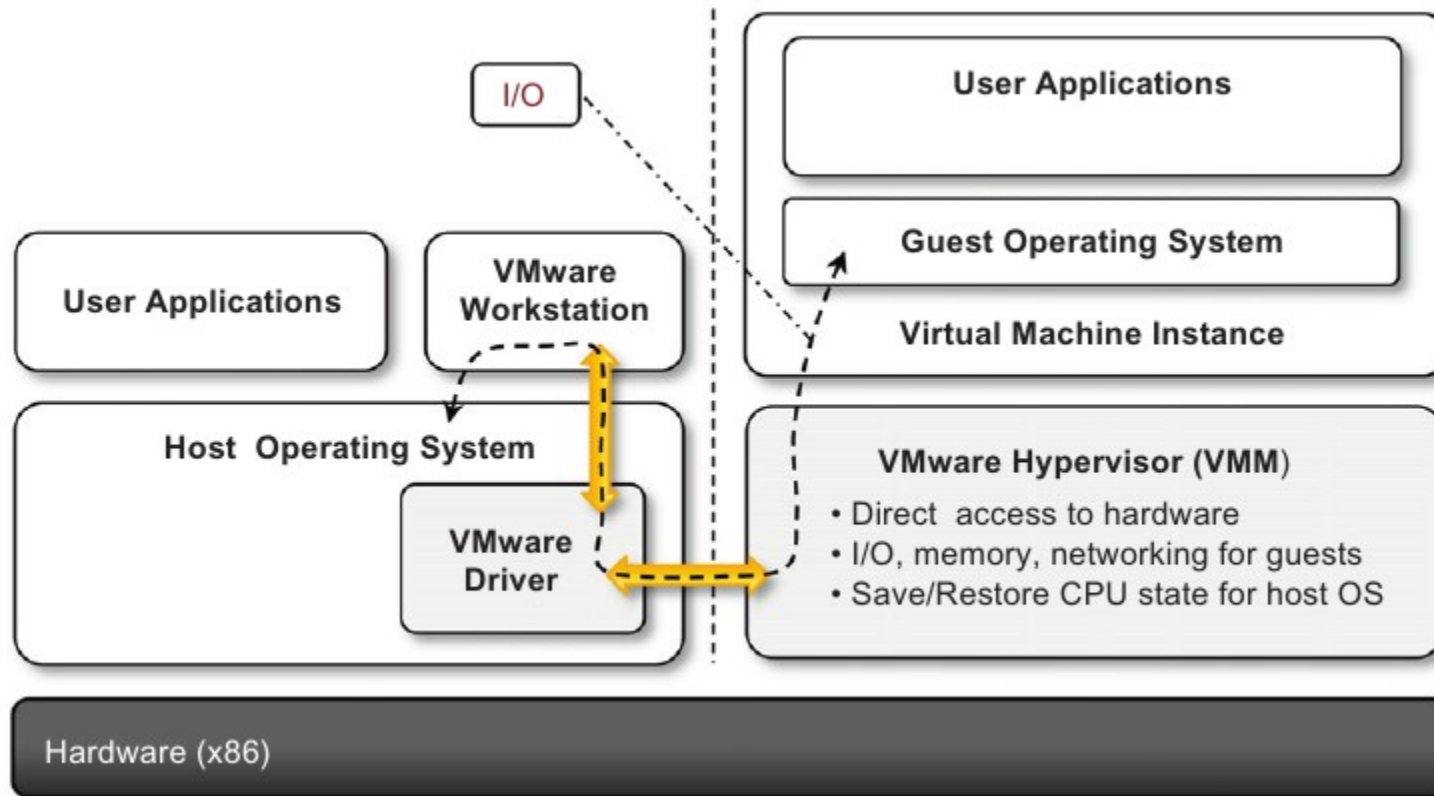 I/O
User Applications
Guest Operating System
Virtual Machine Instance
User Applications
VMware
Workstation
Host  Operating System
VMware
Driver
VMware Hypervisor (VMM)
• Direct  access to hardware
• I/O, memory, networking for guests
• Save/Restore CPU state for host OS
Hardware (x86)